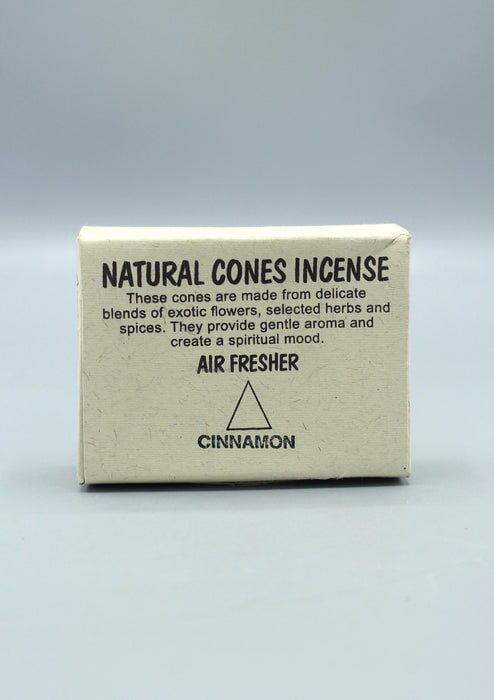 NATURAL CONES INCENSE
These cones are made from delicate
blends of exotic flowers, selected herbs and
spices. They provide gentle aroma and
create a spiritual mood.
AIR FRESHER
CINNAMON